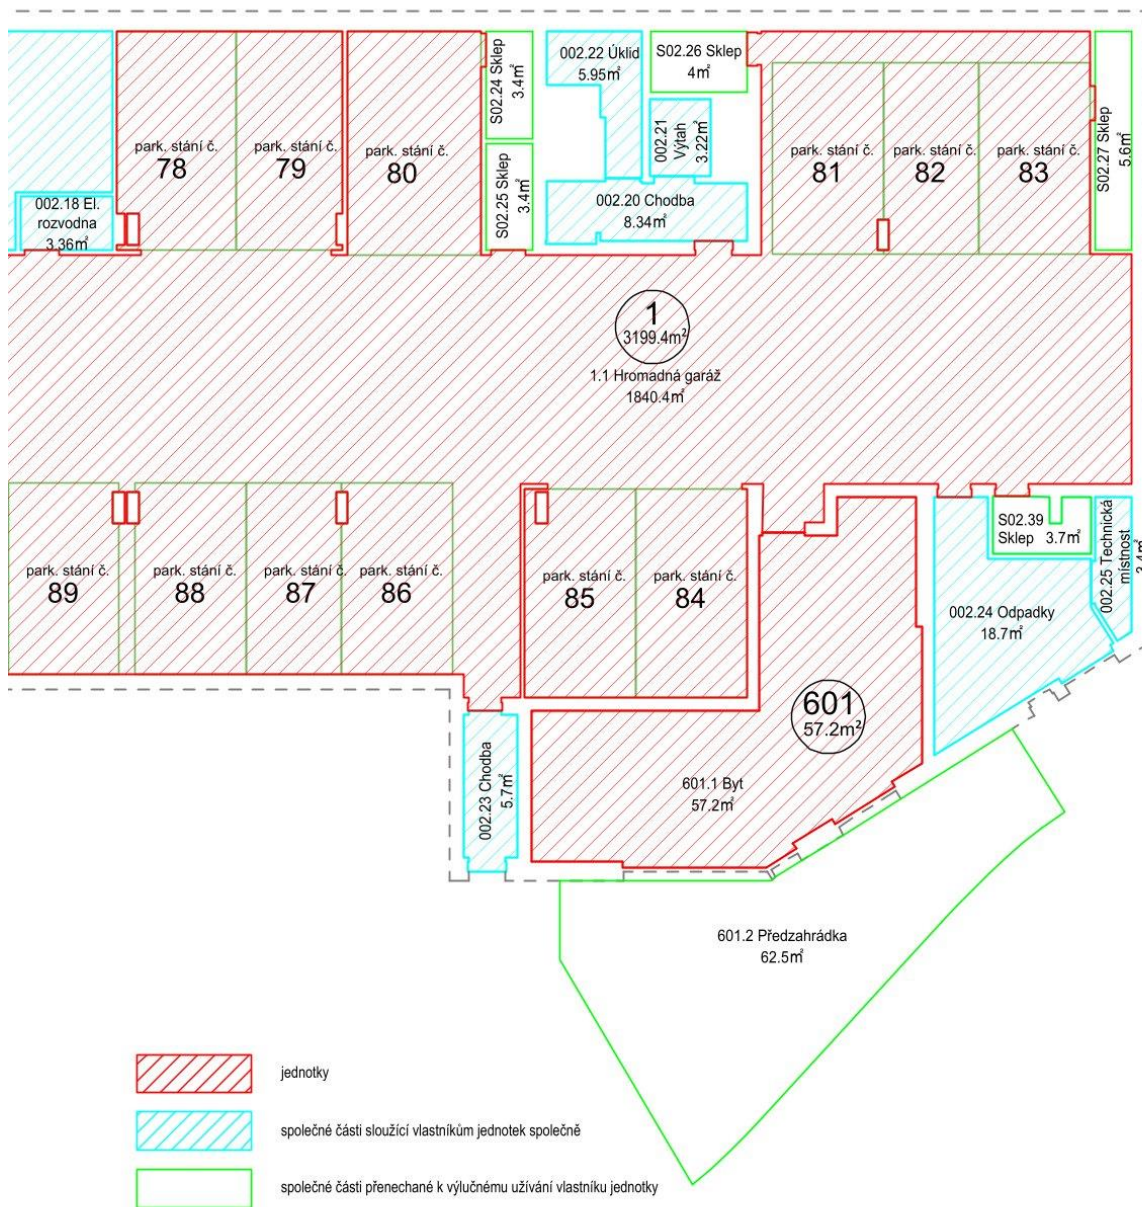 002.22 Úklid
5.95m²
S02.26 Sklep
4m²
S02.24 Sklep
3.4m²
park. stání č.
78
park. stání č.
79
park. stání č.
80
002.21
Výtah
3.22m²
park. stání č.
81
park. stání č.
82
park. stání č.
83
S02.27 Sklep
5.6m²
S02.25 Sklep
3.4m²
002.18 El.
rozvodna
3.36m²
002.20 Chodba
8.34m²
1
3199.4m²
1.1 Hromadná garáž
1840.4m²
S02.39
Sklep 3.7m²
002.25 Technická
místnost
3.4m²
park. stání č.
89
park. stání č.
88
park. stání č.
87
park. stání č.
86
park. stání č.
85
park. stání č.
84
002.24 Odpadky
18.7m²
601
57.2m²
002.23 Chodba
5.7m²
601.1 Byt
57.2m²
601.2 Předzahrádka
62.5m²
jednotky
společné části sloužící vlastníkům jednotek společně
společné části přenechané k výlučnému užívání vlastníku jednotky